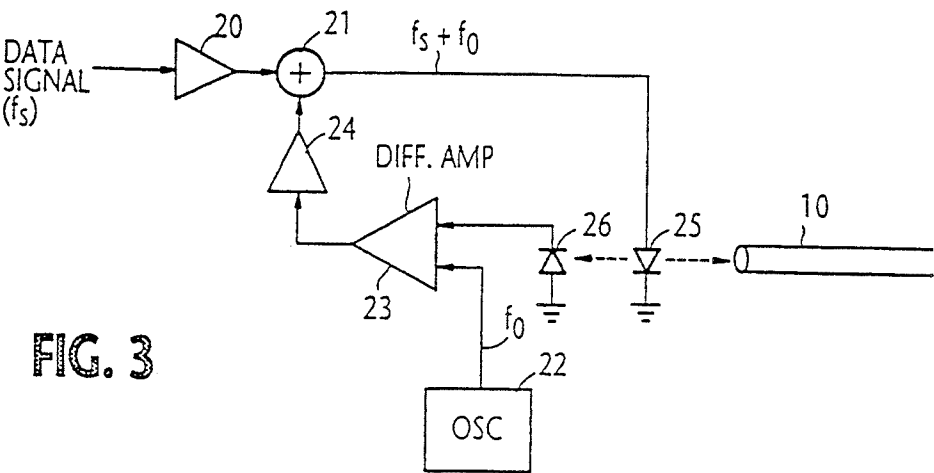 20
21
fs + f0
DATA
SIGNAL
(fs)
24
DIFF. AMP
26
25
10
23
f0
FIG. 3
22
OSC